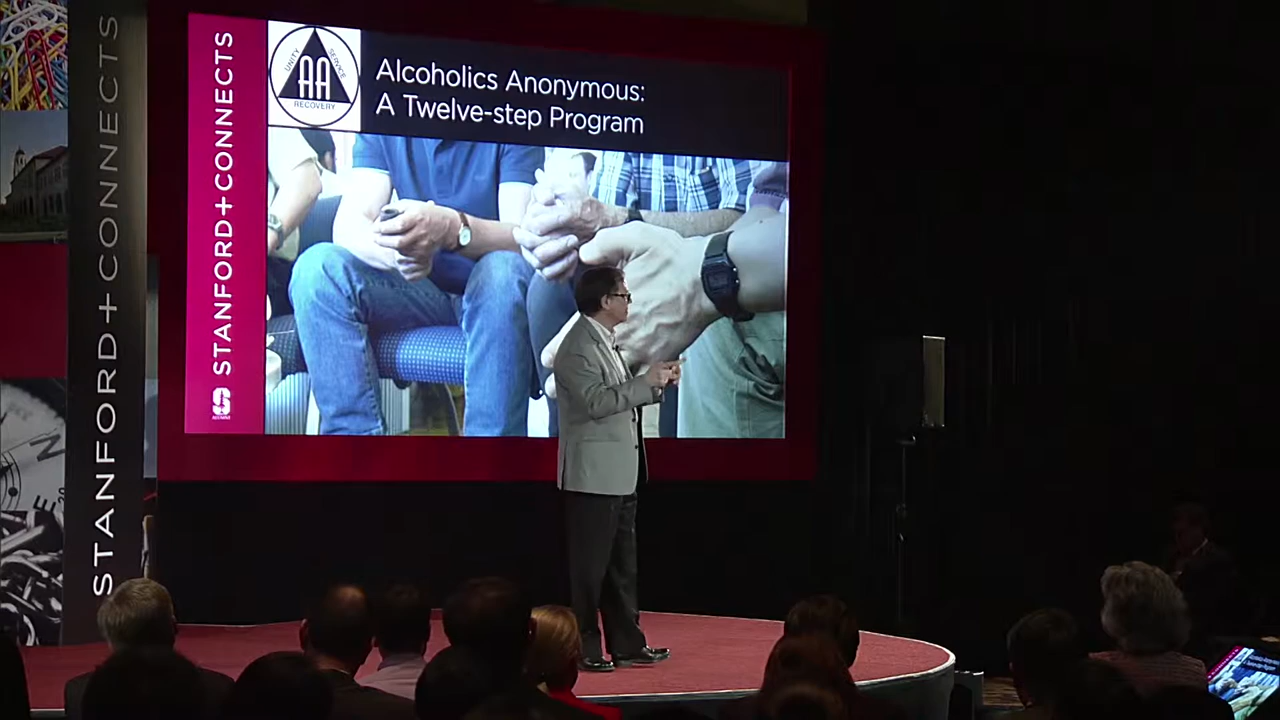 STANFORD+CONNECTS
STANFORD+CONNECTS
UNITY
SERVICE
AA
RECOVERY
Alcoholics Anonymous:
A Twelve-step Program
N
E